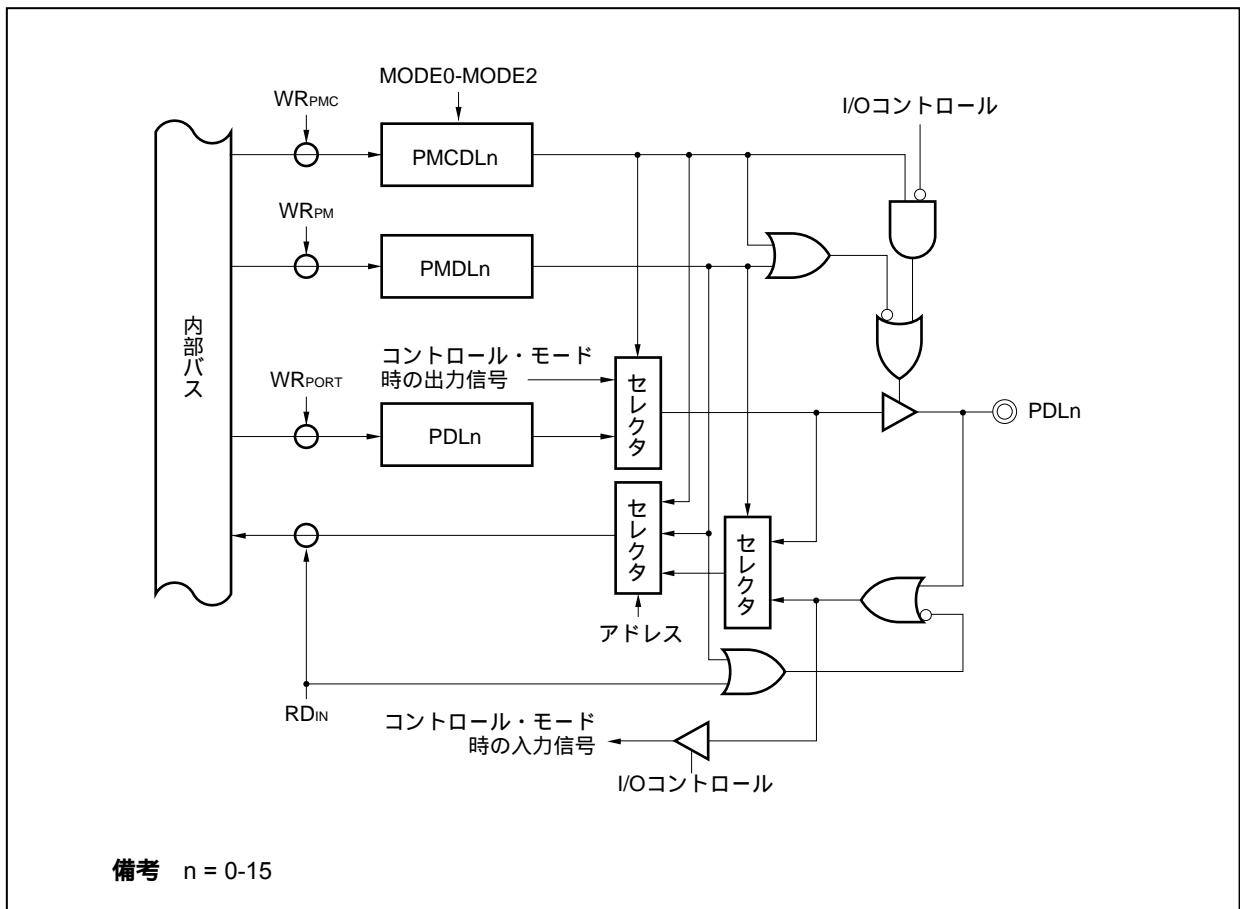 MODE0-MODE2
WRPMC
I/Oコントロール
PMCDLn
WRPM
PMDLn
内部バス
コントロール・モード
時の出力信号
セレクタ
WRPORT
PDLn
PDLn
セレクタ
セレクタ
アドレス
RDIN
コントロール・モード
時の入力信号
I/Oコントロール
備考 n = 0-15